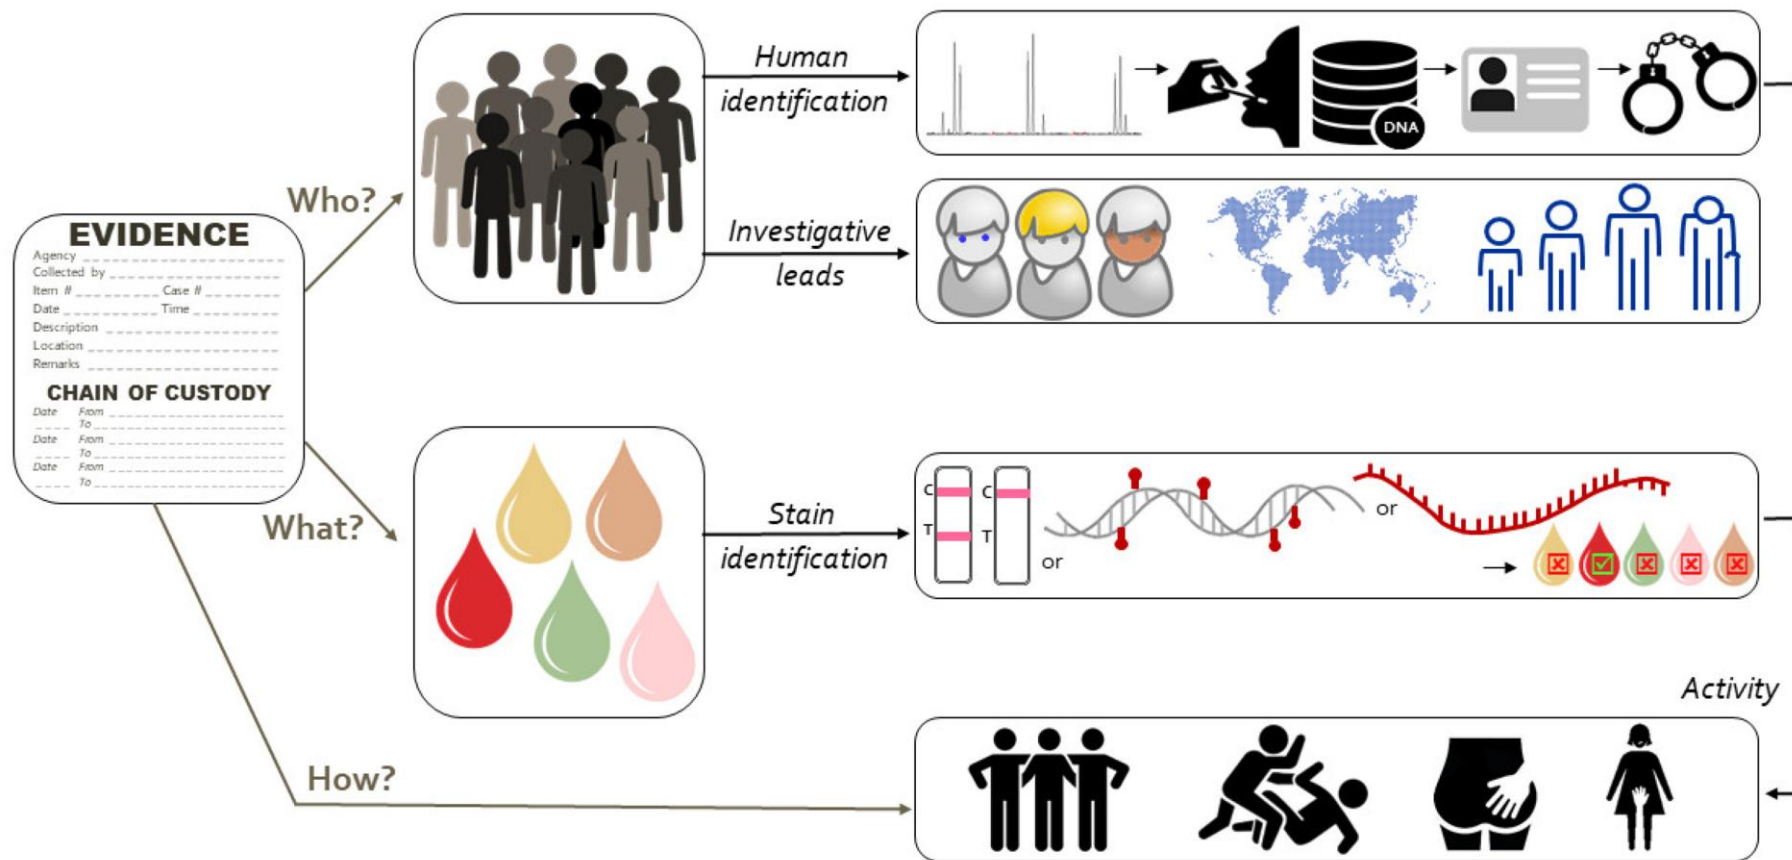 EVIDENCE
Agency
Collected by
Item # Case #
Date Time
Description
Location
Remarks
CHAIN OF CUSTODY
Date From
To
Date From
To
Date From
To
Who?
What?
How?
Human
identification
DNA
Investigative
leads
Stain
identification
C
T
C
T
or
or
Activity